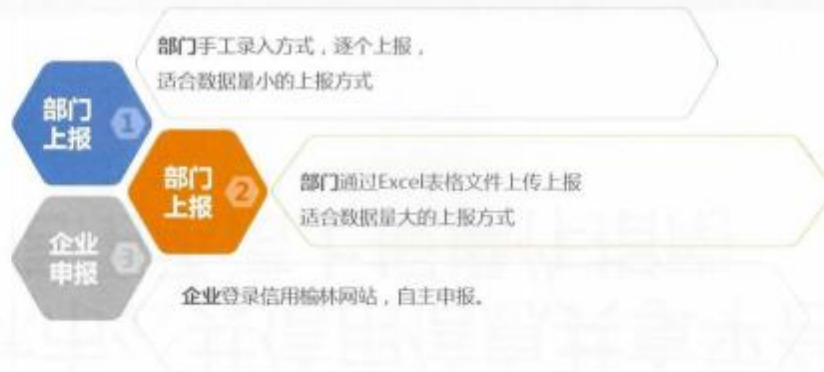 部门手工录入方式，逐个上报，
适合数据量小的上报方式
部门
上报
1
部门
上报
2
部门通过Excel表格文件上传上报
适合数据量大的上报方式
企业
申报
3
企业登录信用榆林网站，自主申报。